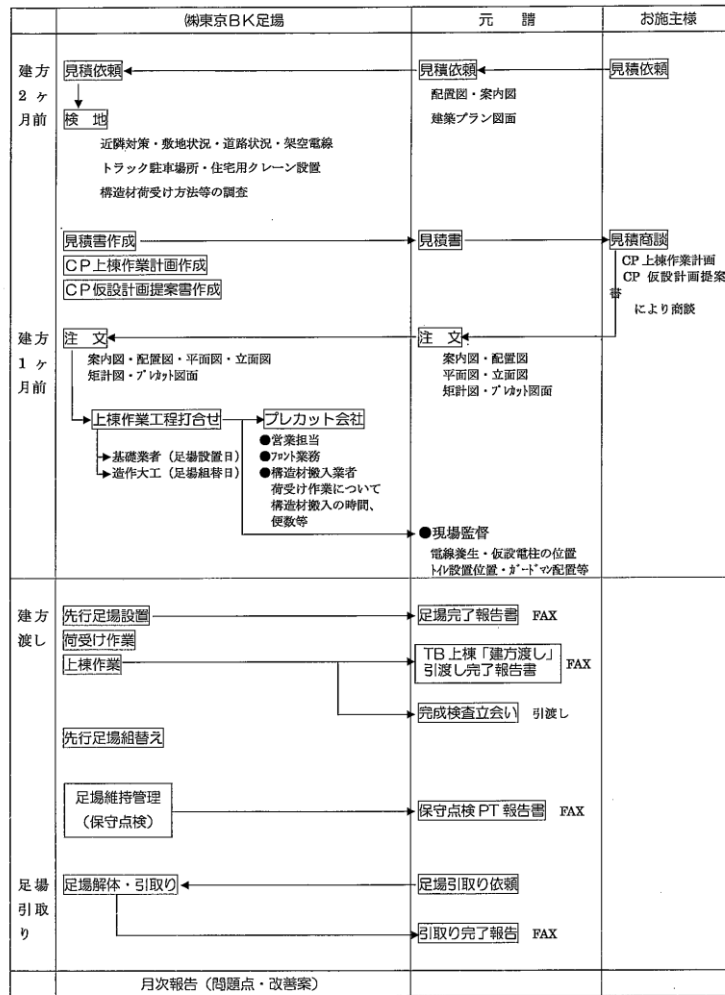 ㈱東京BK足場　元　請　お施主様
建方　見積依頼　見積依頼　見積依頼
2ヶ　配置図・案内図
月前　検　地　建築プラン図面
近隣対策・敷地状況・道路状況・架空電線
トラック駐車場所・住宅用クレーン設置
構造材荷受け方法等の調査
見積書作成　見積書　見積商談
CP上棟作業計画作成　CP上棟作業計画
CP仮設計画提案書作成　CP 仮設計画提案
書
により商談
建方　注　文　注　文
1ヶ　案内図・配置図・平面図・立面図　案内図・配置図
月前　矩計図・プレカット図面　平面図・立面図
矩計図・プレカット図面
上棟作業工程打合せ　プレカット会社
●営業担当
基礎業者（足場設置日）　●フロント業務
造作大工（足場組替日）　●構造材搬入業者
荷受け作業について
構造材搬入の時間、
便数等
●現場監督
電線養生・仮設電柱の位置
トイレ設置位置・ガードマン配置等
建方　先行足場設置　足場完了報告書　FAX
渡し　荷受け作業
上棟作業　TB上棟「建方渡し」
引渡し完了報告書　FAX
完成検査立会い　引渡し
先行足場組替え
足場維持管理
（保守点検）　保守点検PT報告書　FAX
足場　足場解体・引取り　足場引取り依頼
引取
り　引取り完了報告　FAX
月次報告（問題点・改善案）